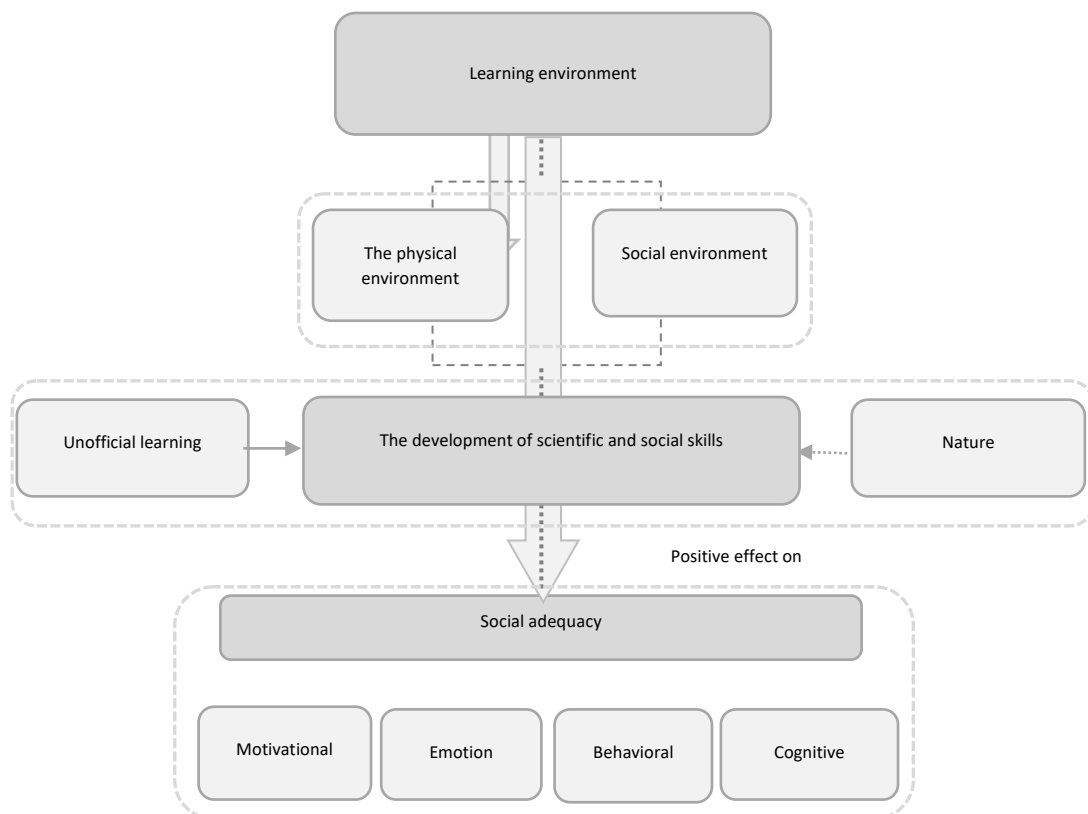 Learning environment
The physical
environment
Social environment
Unofficial learning
The development of scientific and social skills
Nature
Positive effect on
Social adequacy
Motivational
Emotion
Behavioral
Cognitive